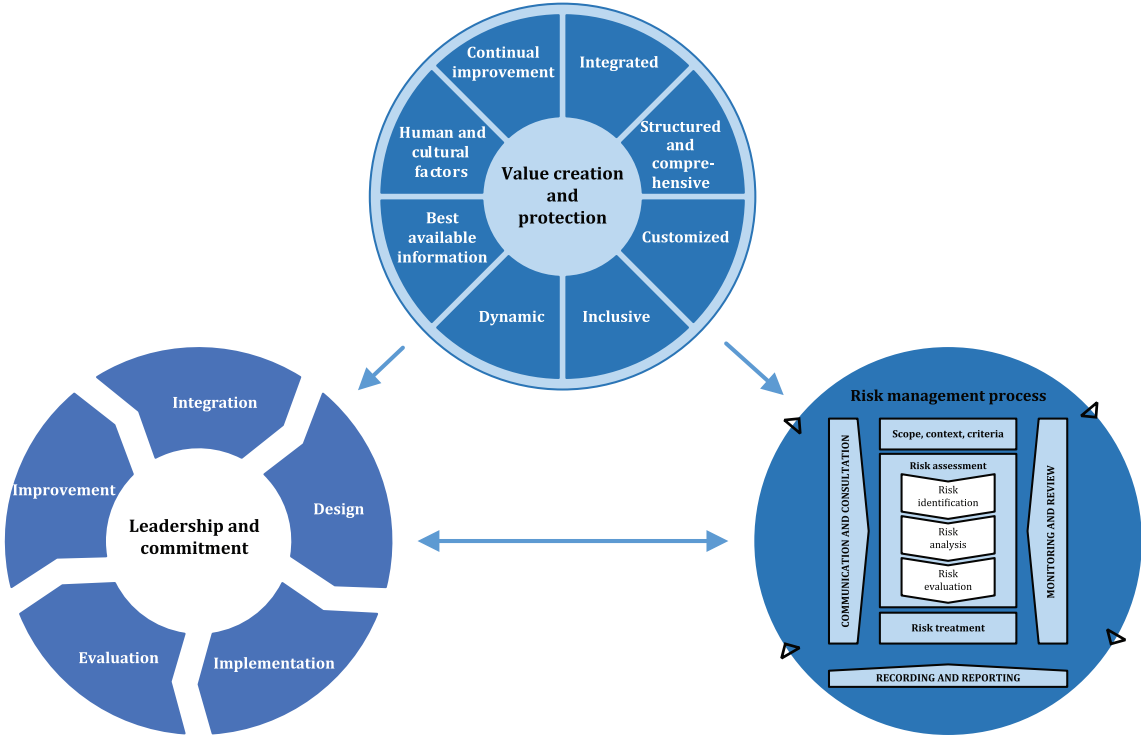 Continual
improvement
Integrated
Human and
cultural
factors
Structured
and
compre-
hensive
Value creation
and
protection
Best
available
information
Customized
Dynamic
Inclusive
Integration
Improvement
Design
Leadership and
commitment
Evaluation
Implementation
Risk management process
COMMUNICATION AND CONSULTATION
Scope, context, criteria
Risk assessment
Risk
identification
Risk
analysis
Risk
evaluation
Risk treatment
MONITORING AND REVIEW
RECORDING AND REPORTING